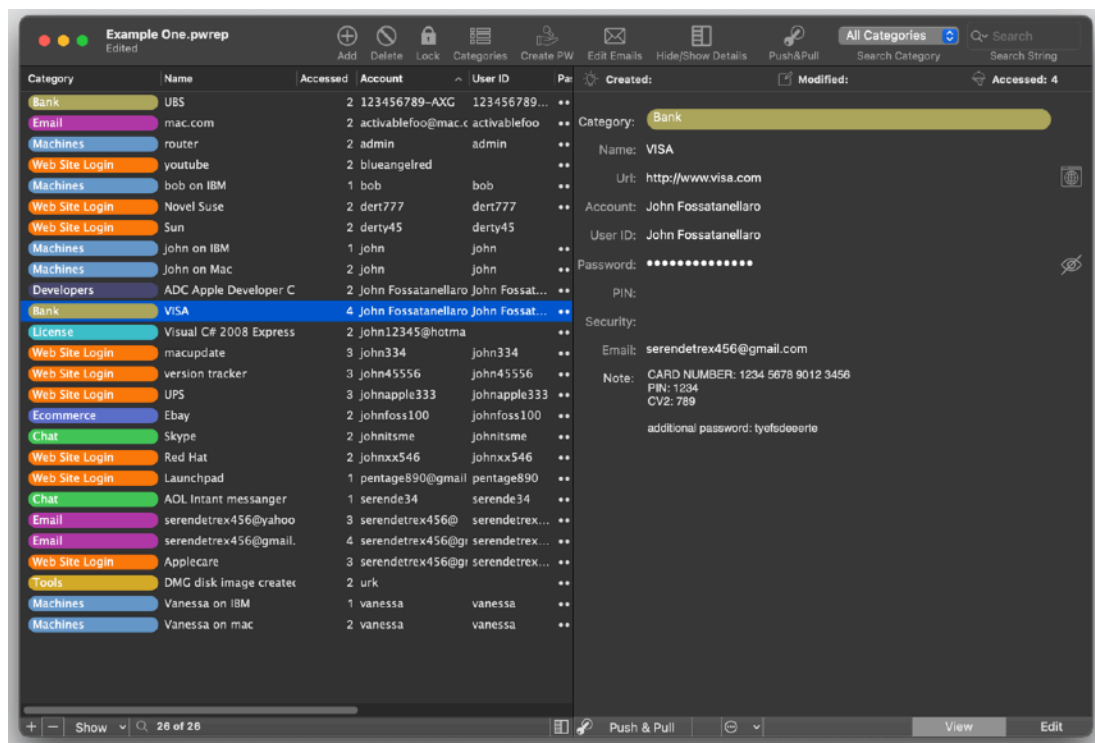 Example One.pwrep
Edited
Add Delete Lock Categories Create PW Edit Emails Hide/Show Details Push&Pull Search Category Search String
All Categories Search
Category Name Accessed Account User ID Pas
Bank UBS 2 123456789-AXG 123456789... ••
Email mac.com 2 activablefoo@mac.c activablefoo ••
Machines router 2 admin admin ••
Web Site Login youtube 2 blueangelred ••
Machines bob on IBM 1 bob bob ••
Web Site Login Novel Suse 2 dert777 dert777 ••
Web Site Login Sun 2 derty45 derty45
Machines john on IBM 1 john john ••
Machines John on Mac 2 john john ••
Developers ADC Apple Developer C 2 John Fossatanellaro John Fossat... ••
Bank VISA 4 John Fossatanellaro John Fossat... ••
License Visual C# 2008 Express 2 john12345@hotma ••
Web Site Login macupdate 3 john334 john334 ••
Web Site Login version tracker 3 john45556 john45556 ••
Web Site Login UPS 3 johnapple333 johnapple333 ••
Ecommerce Ebay 2 johnfoss100 johnfoss100 ••
Chat Skype 2 johnitsme johnitsme ••
Web Site Login Red Hat 2 johnxx546 johnxx546 ••
Web Site Login Launchpad 1 pentage890@gmail pentage890 ••
Chat AOL Intant messanger 1 serende34 serende34 ••
Email serendetrex456@yahoo 3 serendetrex456@ serendetrex... ••
Email serendetrex456@gmail. 4 serendetrex456@gi serendetrex... ••
Web Site Login Applecare 3 serendetrex456@gi serendetrex... ••
Tools DMG disk image created 2 urk ••
Machines Vanessa on IBM 1 vanessa vanessa ••
Machines Vanessa on mac 2 vanessa vanessa ••
Show 26 of 26
Created: Modified: Accessed: 4
Category: Bank
Name: VISA
Url: http://www.visa.com
Account: John Fossatanellaro
User ID: John Fossatanellaro
Password: ••••••••••••••
PIN:
Security:
Email: serendetrex456@gmail.com
Note: CARD NUMBER: 1234 5678 9012 3456
PIN: 1234
CV2: 789
additional password: tyefsdeeerte
Push & Pull View Edit